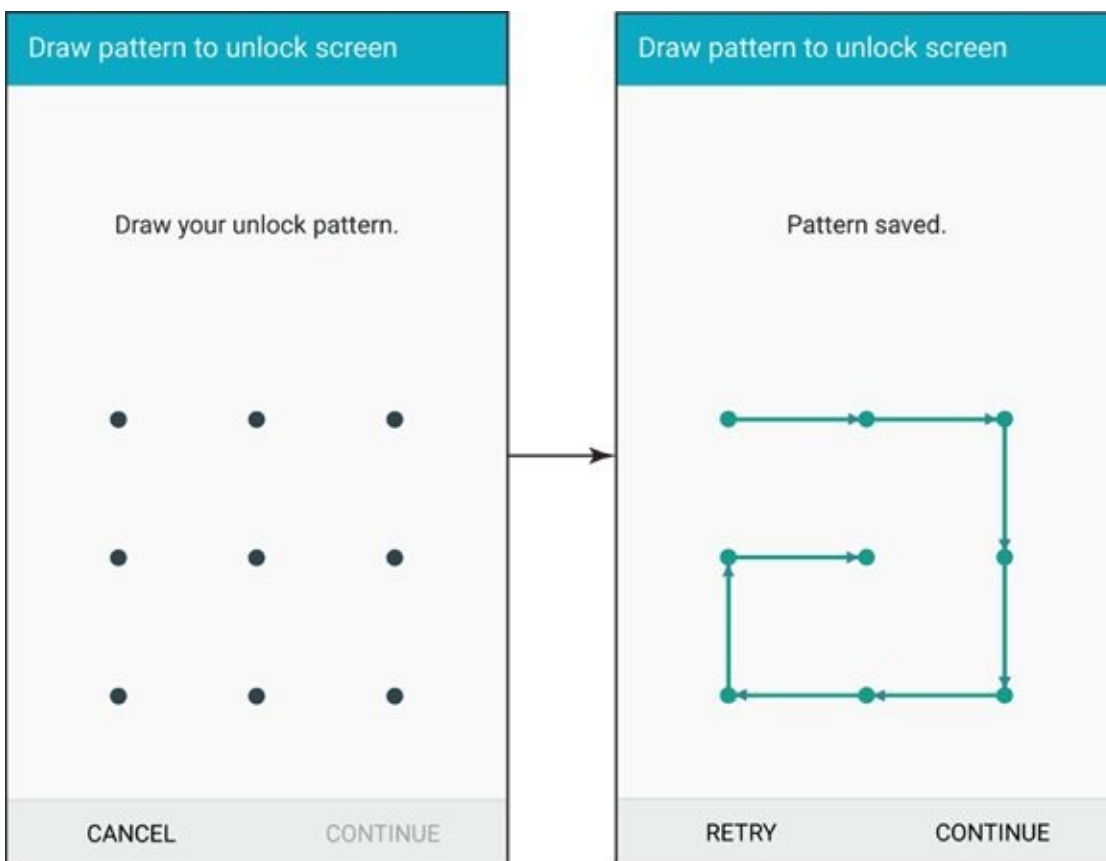 Draw pattern to unlock screen
Draw your unlock pattern.
CANCEL CONTINUE
Draw pattern to unlock screen
Pattern saved.
RETRY CONTINUE